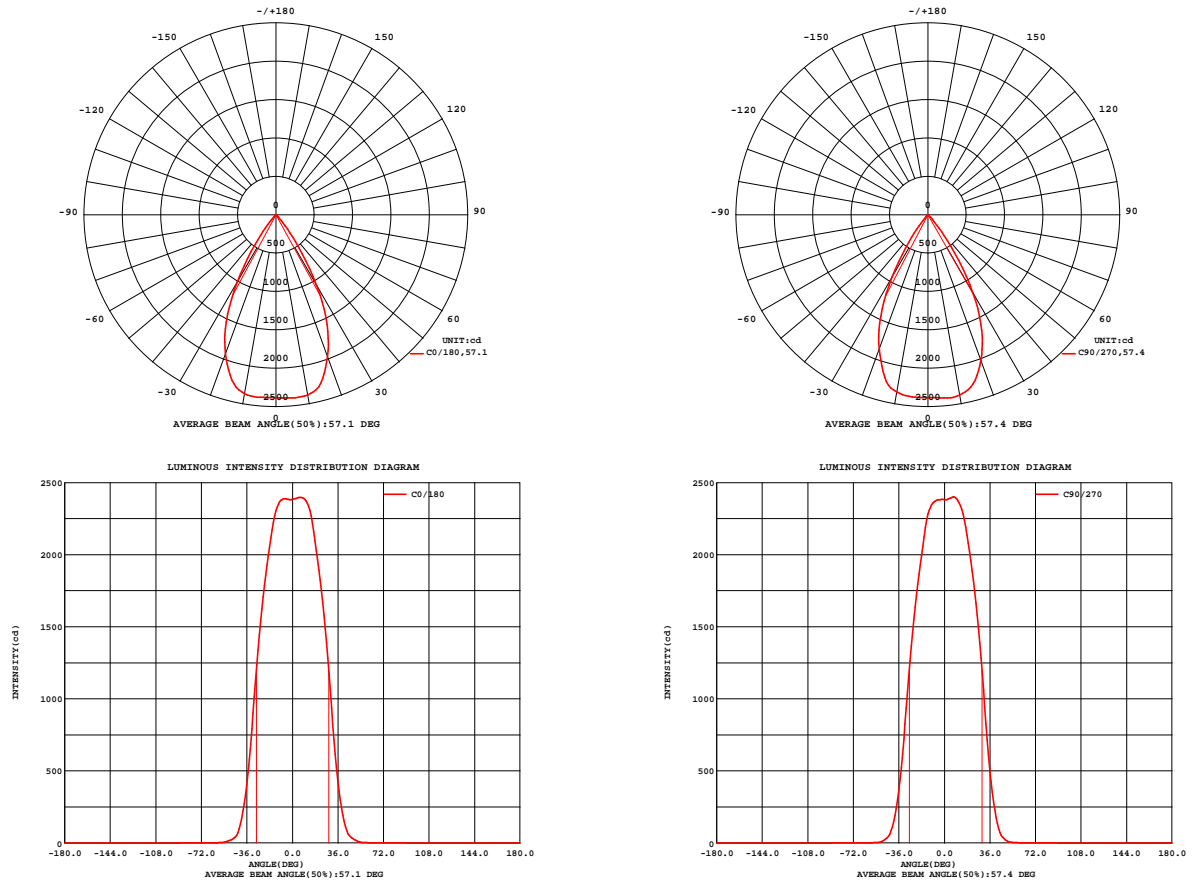 -/+180
-150
150
-120
120
-90
90
0
500
1000
1500
2000
2500
-60
60
-30
30
0
UNIT:cd
C0/180,57.1
AVERAGE BEAM ANGLE(50%):57.1 DEG
-/+180
-150
150
-120
120
-90
90
0
500
1000
1500
2000
2500
-60
60
-30
30
0
UNIT:cd
C90/270,57.4
AVERAGE BEAM ANGLE(50%):57.4 DEG
LUMINOUS INTENSITY DISTRIBUTION DIAGRAM
C0/180
INTENSITY(cd)
2500
2000
1500
1000
500
0
-180.0 -144.0 -108.0 -72.0 -36.0 0.0 36.0 72.0 108.0 144.0 180.0
ANGLE(DEG)
AVERAGE BEAM ANGLE(50%):57.1 DEG
LUMINOUS INTENSITY DISTRIBUTION DIAGRAM
C90/270
INTENSITY(cd)
2500
2000
1500
1000
500
0
-180.0 -144.0 -108.0 -72.0 -36.0 0.0 36.0 72.0 108.0 144.0 180.0
ANGLE(DEG)
AVERAGE BEAM ANGLE(50%):57.4 DEG